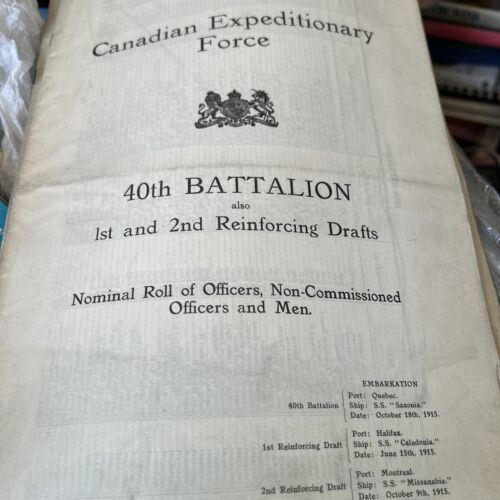 Canadian Expeditionary
Force
40th BATTALION
also
1st and 2nd Reinforcing Drafts
Nominal Roll of Officers, Non-Commissioned
Officers and Men.
EMBARKATION
40th Battalion
Port: Quebec.
Ship: S.S. "Saxonia."
Date: October 18th, 1915.
1st Reinforcing Draft
Port: Halifax.
Ship: S.S. "Caledonia."
Date: June 15th, 1915.
2nd Reinforcing Draft
Port: Montreal.
Ship: S.S. "Missanabie."
Date: October 9th, 1915.